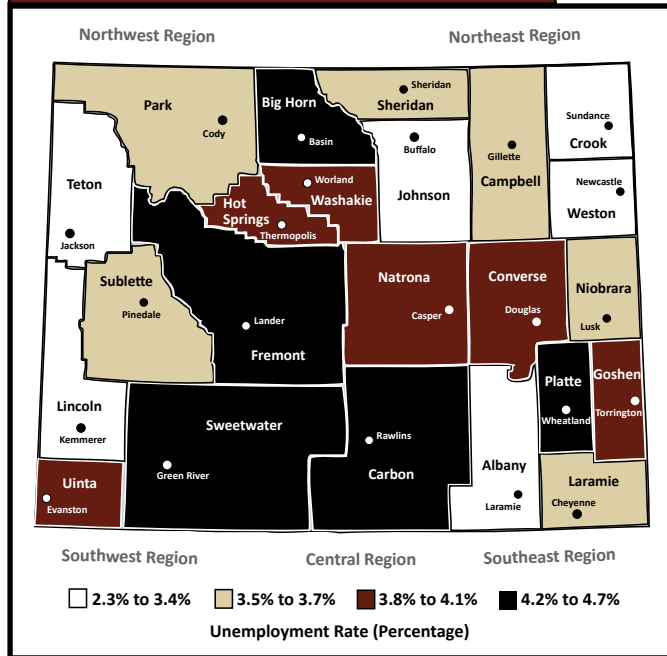 Northwest Region
Northeast Region
Park
Cody
Big Horn
Basin
Sheridan
Sheridan
Buffalo
Johnson
Gillette
Campbell
Sundance
Crook
Newcastle
Weston
Teton
Jackson
Hot
Springs
Thermopolis
Worland
Washakie
Sublette
Pinedale
Lander
Fremont
Natrona
Casper
Converse
Douglas
Niobrara
Lusk
Lincoln
Kemmerer
Sweetwater
Green River
Rawlins
Carbon
Platte
Wheatland
Goshen
Torrington
Uinta
Evanston
Albany
Laramie
Laramie
Cheyenne
Southwest Region
Central Region
Southeast Region
2.3% to 3.4%
3.5% to 3.7%
3.8% to 4.1%
4.2% to 4.7%
Unemployment Rate (Percentage)